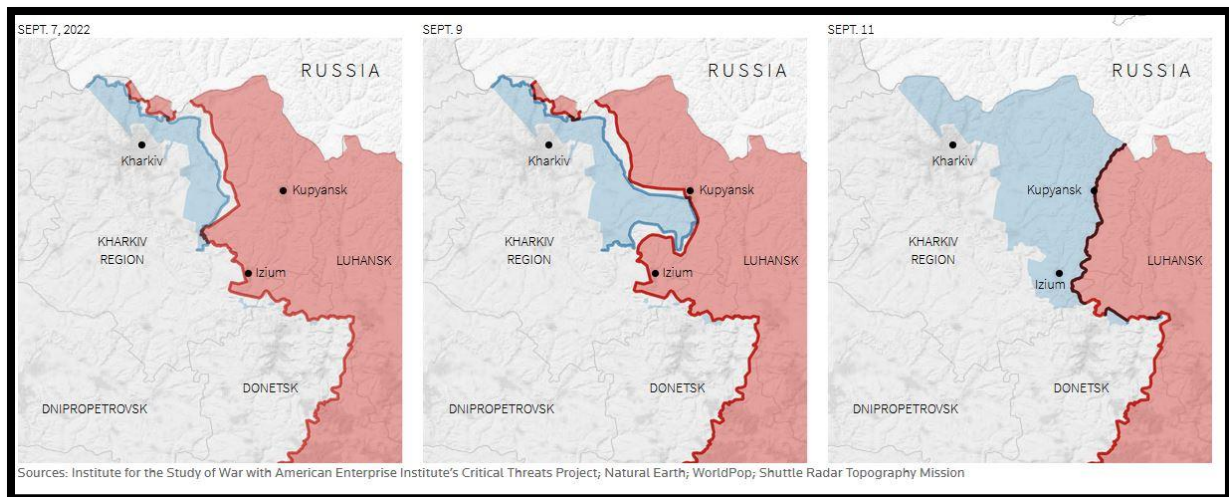 SEPT. 7, 2022
RUSSIA
Kharkiv
Kupyansk
KHARKIV
REGION
LUHANSK
Izium
DONETSK
DNIPROPETROVSK
SEPT. 9
RUSSIA
Kharkiv
Kupyansk
KHARKIV
REGION
LUHANSK
Izium
DONETSK
DNIPROPETROVSK
SEPT. 11
RUSSIA
Kharkiv
Kupyansk
KHARKIV
REGION
LUHANSK
Izium
DONETSK
DNIPROPETROVSK
Sources: Institute for the Study of War with American Enterprise Institute's Critical Threats Project; Natural Earth; WorldPop; Shuttle Radar Topography Mission